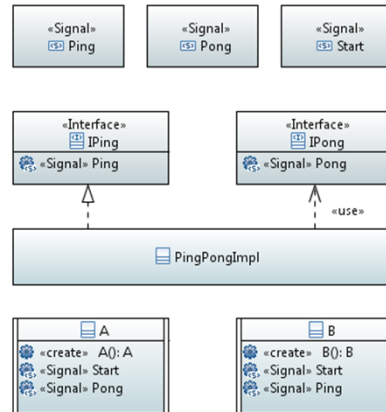 «Signal»
Ping
«Signal»
Pong
«Signal»
Start
«Interface»
IPing
«Signal» Ping
«Interface»
IPong
«Signal» Pong
«use»
PingPongImpl
A
«create» A(): A
«Signal» Start
«Signal» Pong
B
«create» B(): B
«Signal» Start
«Signal» Ping